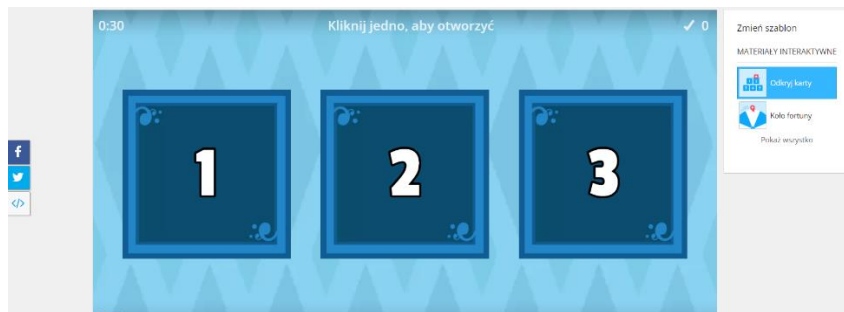 0:30
Kliknij jedno, aby otworzyć
✓ 0
1
2
3
f
</>
Zmień szablon
MATERIAŁY INTERAKTYWNE
Odkryj karty
Koło fortuny
Pokaż wszystko